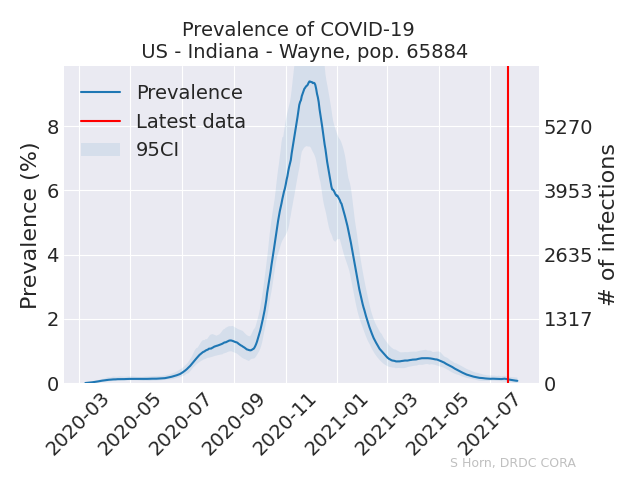 Prevalence of COVID-19
US - Indiana - Wayne, pop. 65884
Prevalence
Latest data
95CI
Prevalence (%)
8
6
4
2
0
5270
3953
2635
1317
0
# of infections
2020-03
2020-05
2020-07
2020-09
2020-11
2021-01
2021-03
2021-05
2021-07
S Horn, DRDC CORA